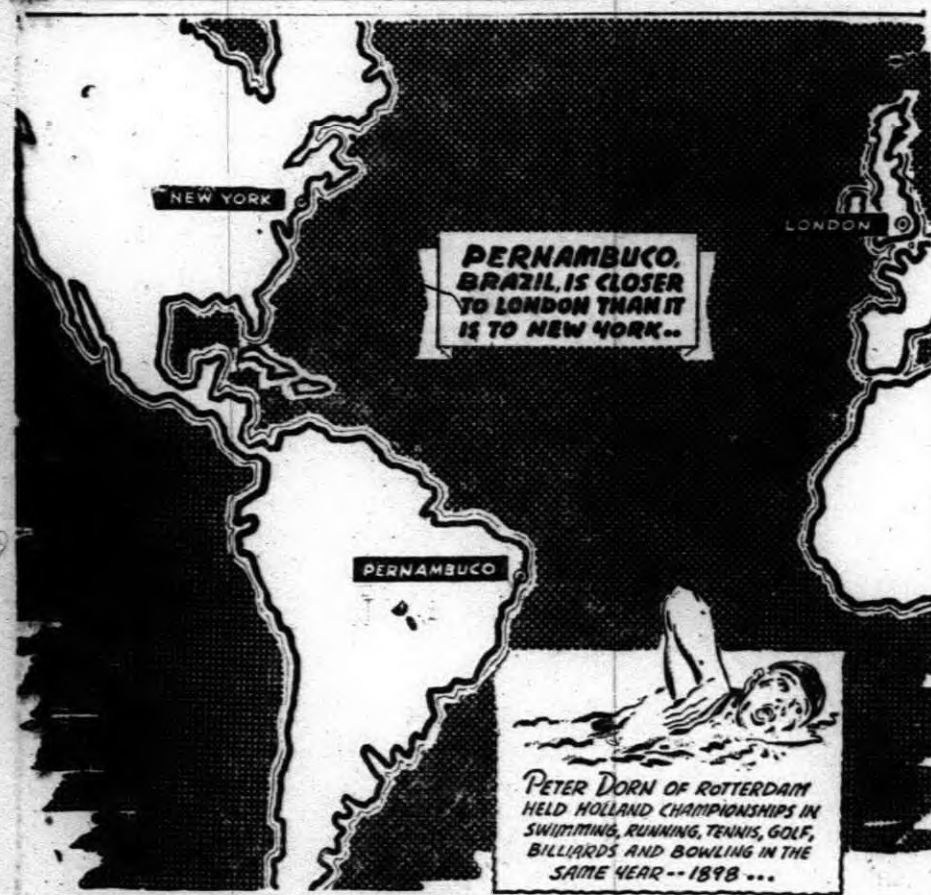 NEW YORK
LONDON
PERNAMBUCO,
BRAZIL, IS CLOSER
TO LONDON THAN IT
IS TO NEW YORK..
PERNAMBUCO
PETER DORN OF ROTTERDAM
HELD HOLLAND CHAMPIONSHIPS IN
SWIMMING, RUNNING, TENNIS, GOLF,
BILLIARDS AND BOWLING IN THE
SAME YEAR -- 1898 ...